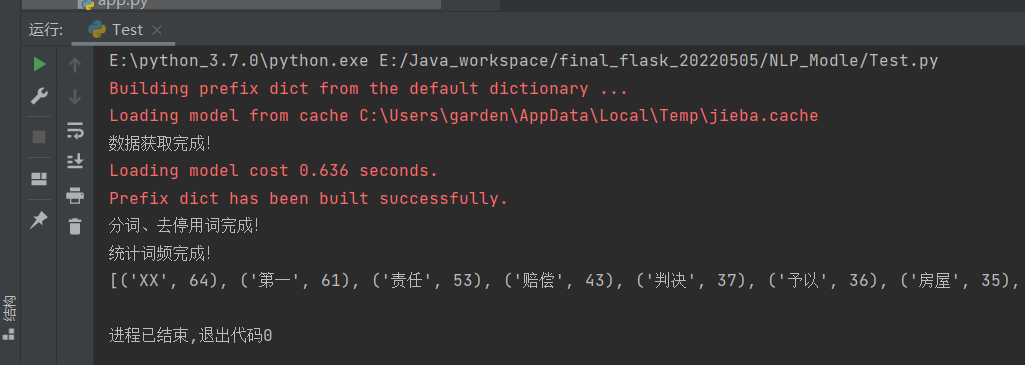 app.py
运行: Test
E:\python_3.7.0\python.exe E:/Java_workspace/final_flask_20220505/NLP_Modle/Test.py
Building prefix dict from the default dictionary ...
Loading model from cache C:\Users\garden\AppData\Local\Temp\jieba.cache
数据获取完成!
Loading model cost 0.636 seconds.
Prefix dict has been built successfully.
分词、去停用词完成!
统计词频完成!
[('XX', 64), ('第一', 61), ('责任', 53), ('赔偿', 43), ('判决', 37), ('予以', 36), ('房屋', 35),
进程已结束,退出代码0
结构